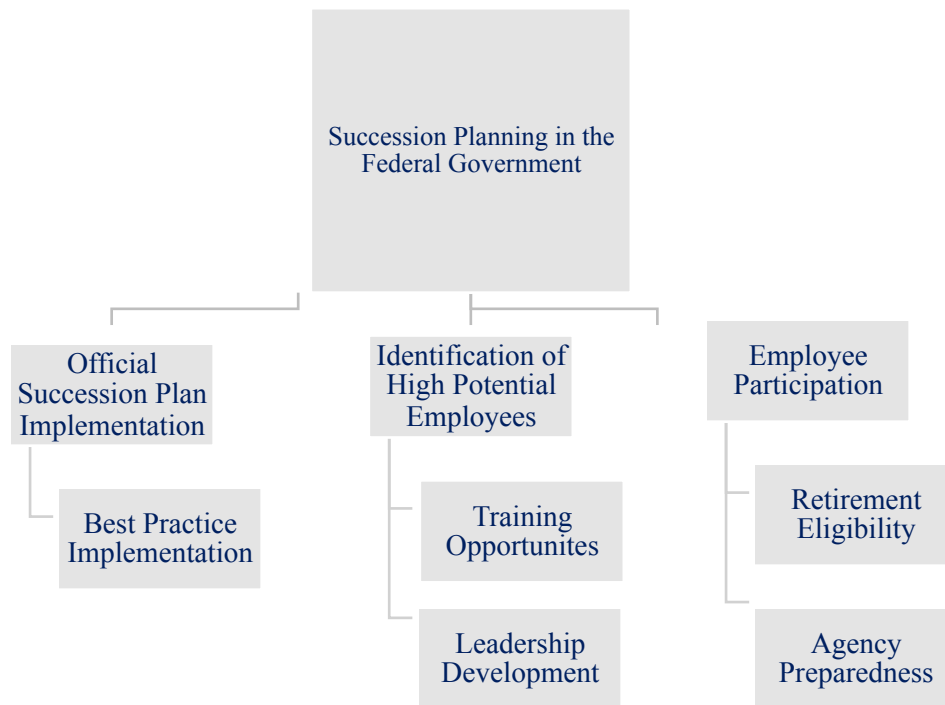 Succession Planning in the
Federal Government
Official
Succession Plan
Implementation
Best Practice
Implementation
Identification of
High Potential
Employees
Training
Opportunites
Leadership
Development
Employee
Participation
Retirement
Eligibility
Agency
Preparedness